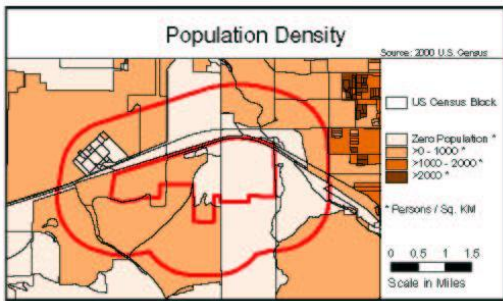 Population Density
Source: 2000 U.S. Census
US Census Block
Zero Population *
>0 - 1000 *
>1000 - 2000 *
>2000 *
* Persons / Sq. KM
0 0.5 1 1.5
Scale in Miles